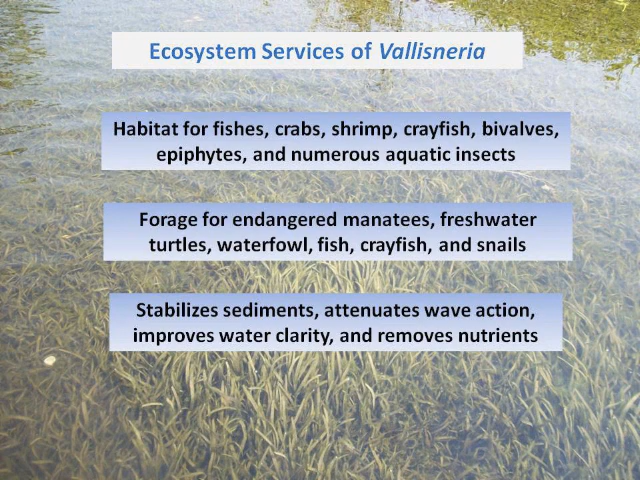 Ecosystem Services of Vallisneria
Habitat for fishes, crabs, shrimp, crayfish, bivalves,
epiphytes, and numerous aquatic insects
Forage for endangered manatees, freshwater
turtles, waterfowl, fish, crayfish, and snails
Stabilizes sediments, attenuates wave action,
improves water clarity, and removes nutrients